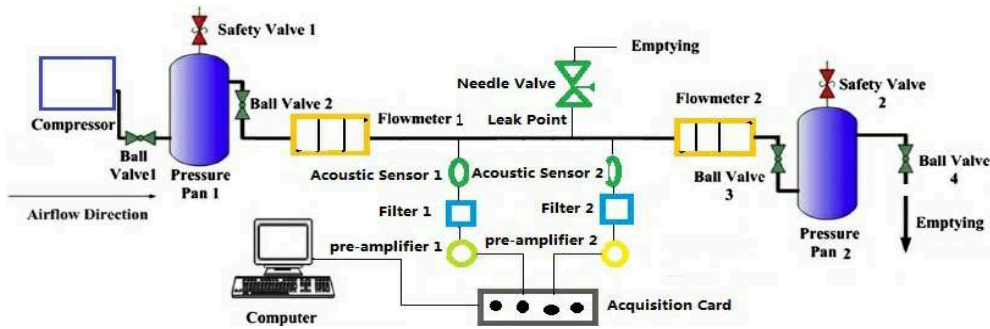 Safety Valve 1
Emptying
Needle Valve
Safety Valve
2
Flowmeter 2
Ball Valve 2
Flowmeter 1
Leak Point
Compressor
Ball
Valve1
Pressure
Pan 1
Acoustic Sensor 1
Acoustic Sensor 2
Ball Valve
3
Ball Valve
4
Airflow Direction
Filter 1
Filter 2
Emptying
Pressure
Pan 2
pre-amplifier 1
pre-amplifier 2
Acquisition Card
Computer